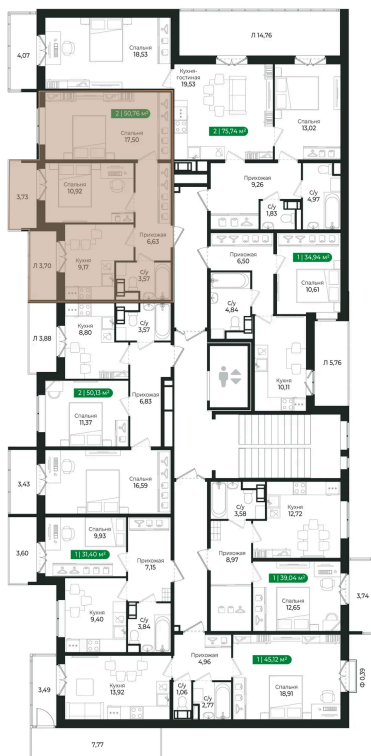 Л 14,76
4,07
Спальня
18,53
Кухня-
гостиная
19,53
2 | 75,74 м²
Спальня
13,02
2 | 50,76 м²
Спальня
17,50
9,26
С/у
1,83
С/у
4,97
3,73
Спальня
10,92
Прихожая
6,63
Прихожая
6,50
1 | 34,94 м²
Спальня
10,61
Л 3,70
Кухня
9,17
С/у
3,57
С/у
4,84
Л 3,88
Кухня
8,80
С/у
3,57
Л 5,76
Кухня
10,11
2 | 50,13 м²
Спальня
11,37
Прихожая
6,83
3,43
Спальня
16,59
С/у
3,58
Кухня
12,72
3,60
Спальня
9,93
1 | 31,40 м²
Прихожая
7,15
Прихожая
8,97
1 | 39,04 м²
Спальня
12,65
3,74
Кухня
9,40
С/у
3,84
Прихожая
4,96
1 | 45,12 м²
Спальня
18,91
Ф 0,39
3,49
Кухня
13,92
С/у
1,06
С/у
2,77
7,77